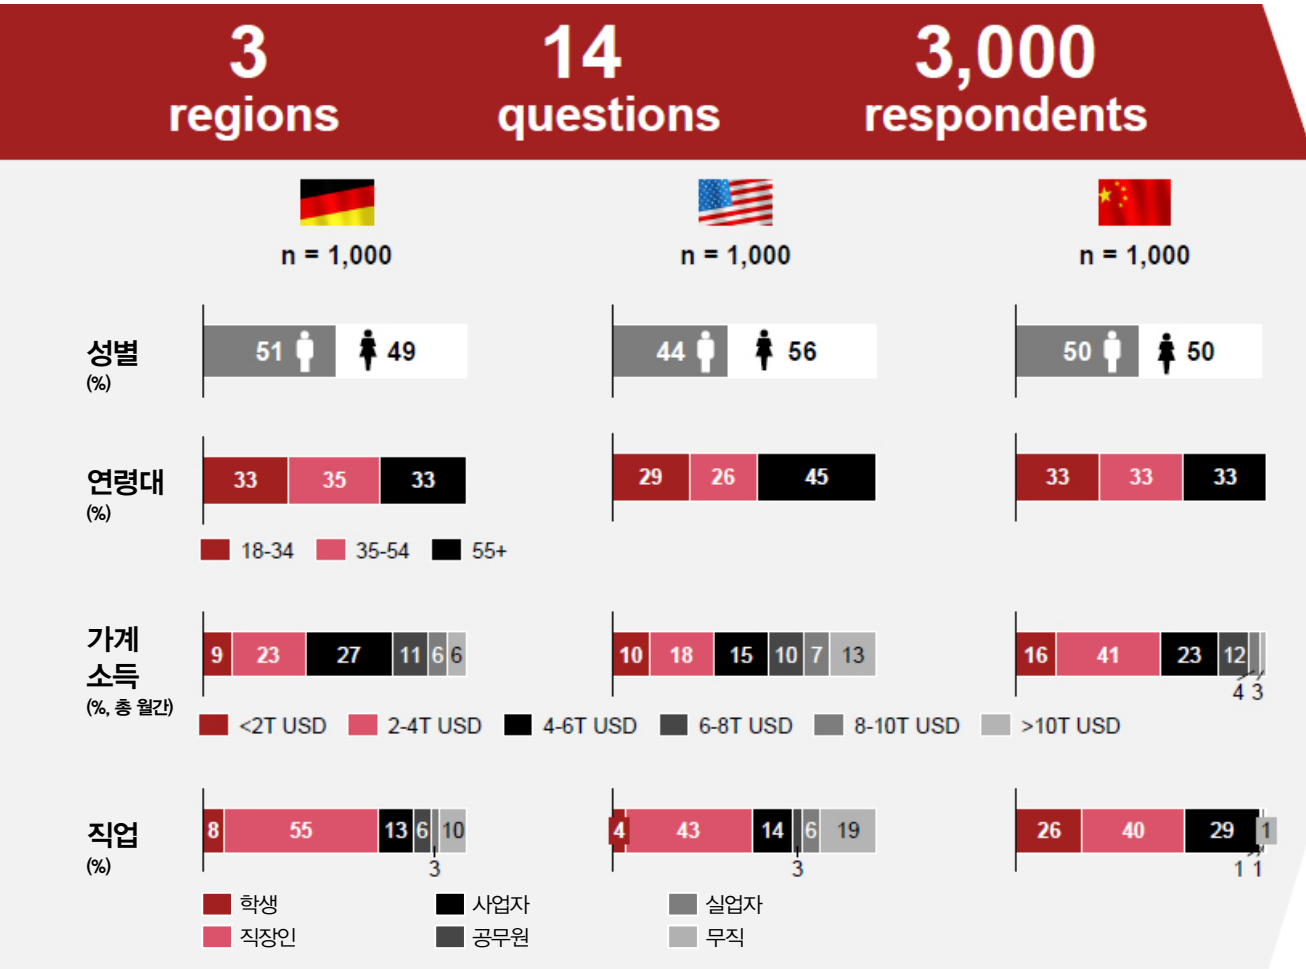 3 14 3,000
regions questions respondents
n = 1,000 n = 1,000 n = 1,000
성별
(%)
51 49 44 56 50 50
연령대
(%)
33 35 33 29 26 45 33 33 33
18-34 35-54 55+
가계
소득
(%, 총 월간)
9 23 27 11 6 6 10 18 15 10 7 13 16 41 23 12
4 3
<2T USD 2-4T USD 4-6T USD 6-8T USD 8-10T USD >10T USD
직업
(%)
8 55 13 6 10 4 43 14 6 19 26 40 29 1
3 3 1 1
학생 사업자 실업자
직장인 공무원 무직